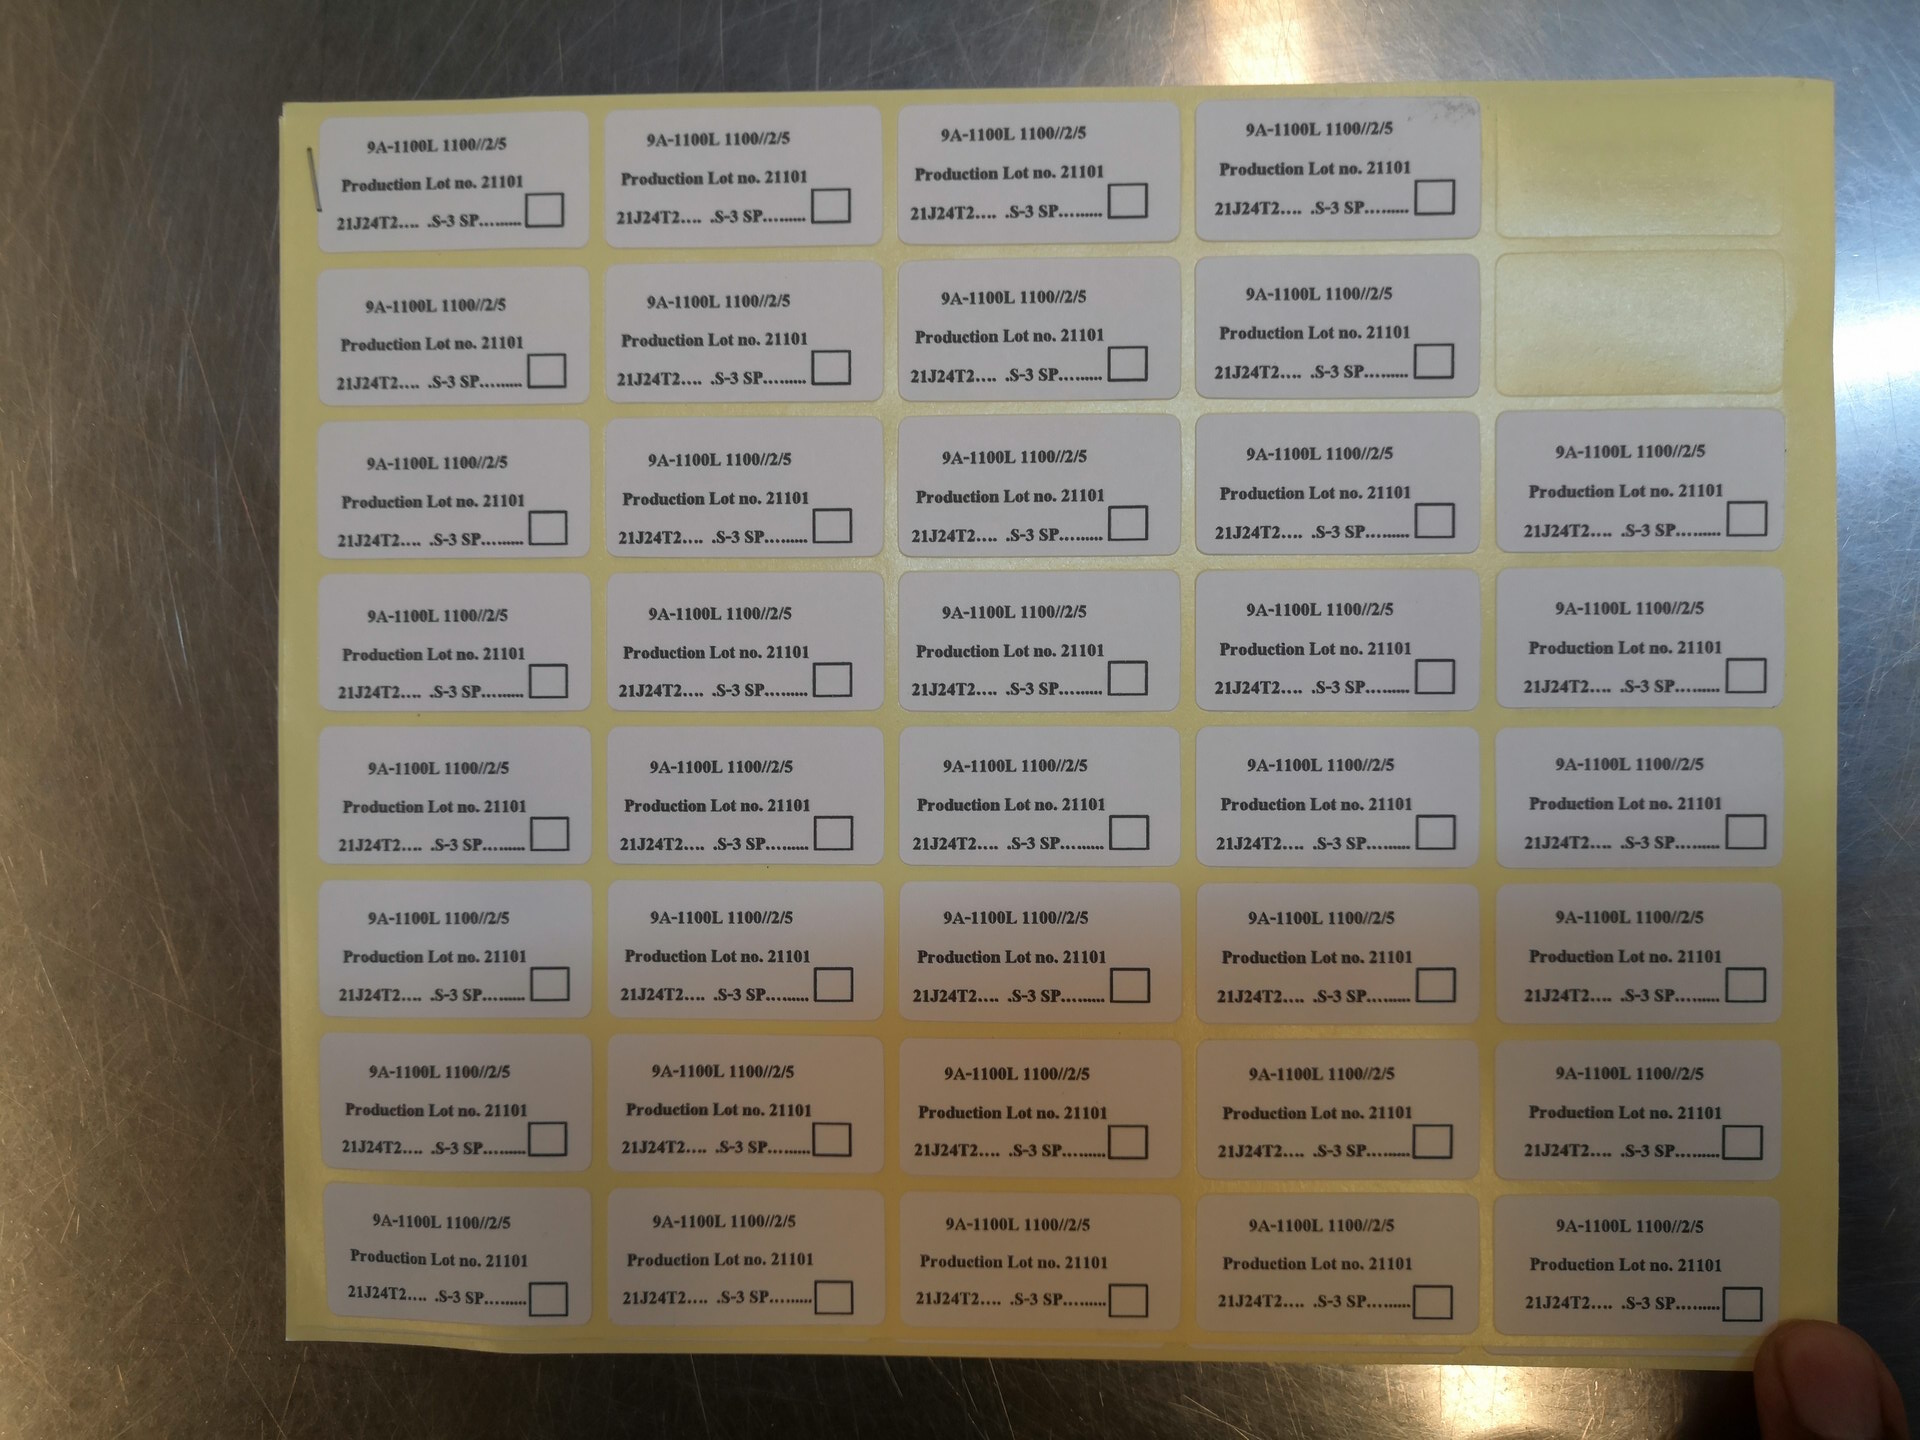 9A-1100L 1100//2/5
Production Lot no. 21101
21J24T2.... .S-3 SP.........
9A-1100L 1100//2/5
Production Lot no. 21101
21J24T2.... .S-3 SP.........
9A-1100L 1100//2/5
Production Lot no. 21101
21J24T2.... .S-3 SP.........
9A-1100L 1100//2/5
Production Lot no. 21101
21J24T2.... .S-3 SP.........
9A-1100L 1100//2/5
Production Lot no. 21101
21J24T2.... .S-3 SP.........
9A-1100L 1100//2/5
Production Lot no. 21101
21J24T2.... .S-3 SP.........
9A-1100L 1100//2/5
Production Lot no. 21101
21J24T2.... .S-3 SP.........
9A-1100L 1100//2/5
Production Lot no. 21101
21J24T2.... .S-3 SP.........
9A-1100L 1100//2/5
Production Lot no. 21101
21J24T2.... .S-3 SP.........
9A-1100L 1100//2/5
Production Lot no. 21101
21J24T2.... .S-3 SP.........
9A-1100L 1100//2/5
Production Lot no. 21101
21J24T2.... .S-3 SP.........
9A-1100L 1100//2/5
Production Lot no. 21101
21J24T2.... .S-3 SP.........
9A-1100L 1100//2/5
Production Lot no. 21101
21J24T2.... .S-3 SP.........
9A-1100L 1100//2/5
Production Lot no. 21101
21J24T2.... .S-3 SP.........
9A-1100L 1100//2/5
Production Lot no. 21101
21J24T2.... .S-3 SP.........
9A-1100L 1100//2/5
Production Lot no. 21101
21J24T2.... .S-3 SP.........
9A-1100L 1100//2/5
Production Lot no. 21101
21J24T2.... .S-3 SP.........
9A-1100L 1100//2/5
Production Lot no. 21101
21J24T2.... .S-3 SP.........
9A-1100L 1100//2/5
Production Lot no. 21101
21J24T2.... .S-3 SP.........
9A-1100L 1100//2/5
Production Lot no. 21101
21J24T2.... .S-3 SP.........
9A-1100L 1100//2/5
Production Lot no. 21101
21J24T2.... .S-3 SP.........
9A-1100L 1100//2/5
Production Lot no. 21101
21J24T2.... .S-3 SP.........
9A-1100L 1100//2/5
Production Lot no. 21101
21J24T2.... .S-3 SP.........
9A-1100L 1100//2/5
Production Lot no. 21101
21J24T2.... .S-3 SP.........
9A-1100L 1100//2/5
Production Lot no. 21101
21J24T2.... .S-3 SP.........
9A-1100L 1100//2/5
Production Lot no. 21101
21J24T2.... .S-3 SP.........
9A-1100L 1100//2/5
Production Lot no. 21101
21J24T2.... .S-3 SP.........
9A-1100L 1100//2/5
Production Lot no. 21101
21J24T2.... .S-3 SP.........
9A-1100L 1100//2/5
Production Lot no. 21101
21J24T2.... .S-3 SP.........
9A-1100L 1100//2/5
Production Lot no. 21101
21J24T2.... .S-3 SP.........
9A-1100L 1100//2/5
Production Lot no. 21101
21J24T2.... .S-3 SP.........
9A-1100L 1100//2/5
Production Lot no. 21101
21J24T2.... .S-3 SP.........
9A-1100L 1100//2/5
Production Lot no. 21101
21J24T2.... .S-3 SP.........
9A-1100L 1100//2/5
Production Lot no. 21101
21J24T2.... .S-3 SP.........
9A-1100L 1100//2/5
Production Lot no. 21101
21J24T2.... .S-3 SP.........
9A-1100L 1100//2/5
Production Lot no. 21101
21J24T2.... .S-3 SP.........
9A-1100L 1100//2/5
Production Lot no. 21101
21J24T2.... .S-3 SP.........
9A-1100L 1100//2/5
Production Lot no. 21101
21J24T2.... .S-3 SP.........